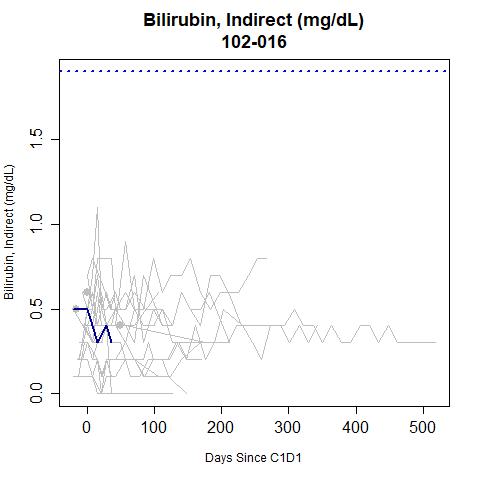 Bilirubin, Indirect (mg/dL)
102-016
Bilirubin, Indirect (mg/dL)
1.5
1.0
0.5
0.0
0 100 200 300 400 500
Days Since C1D1